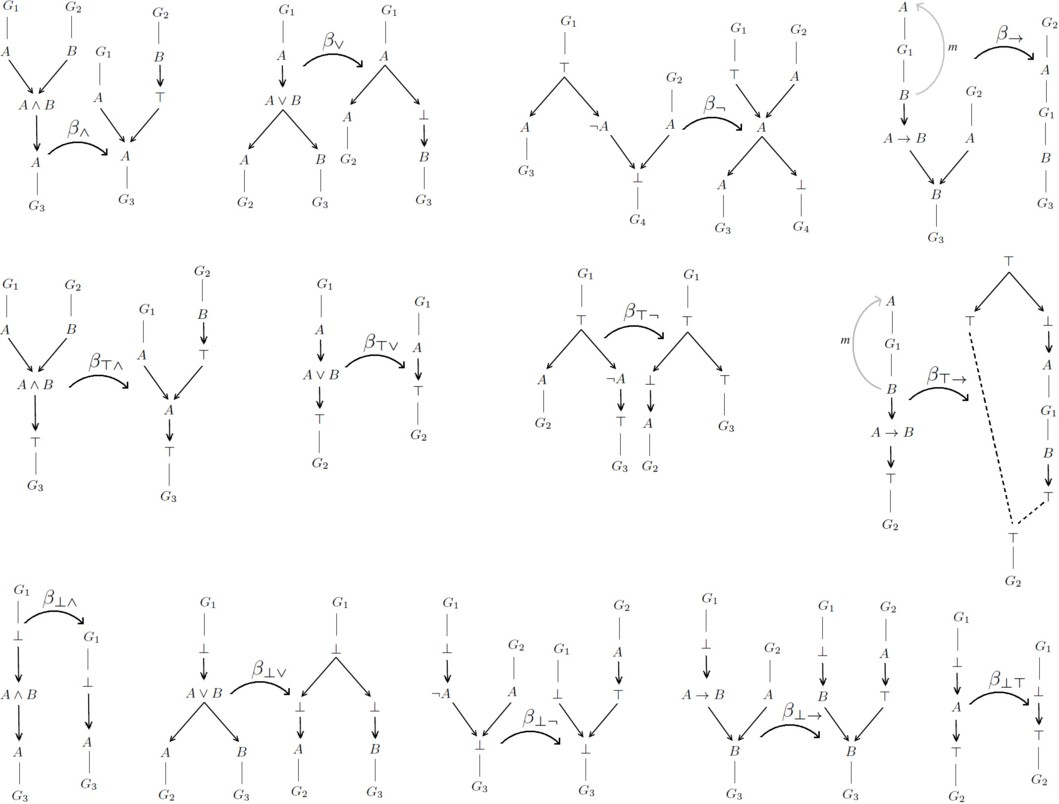 G₁ G₂ G₂
A B G₁ B
A ∧ B A ⊤
β∧
A A
G₃ G₃
G₁ G₁
A β∨ A
A ∨ B A ⊥
A B G₂ B
G₂ G₃ G₃
G₁ G₁ G₂
⊤ G₂ ⊤ A
A ¬A A β¬ A
G₃ ⊥ A ⊥
G₄ G₃ G₄
A G₂
G₁ m β→ A
B G₂ G₁
A → B A B
B G₃
G₃
G₁ G₂ G₁ G₂
A B A B
A ∧ B β⊤∧ ⊤
⊤ A
G₃ ⊤
G₃
G₁ G₁
A β⊤∨ A
A ∨ B ⊤
⊤ G₂
G₂
G₁ G₁
⊤ β⊤¬ ⊤
A ¬A ⊥ ⊤
G₂ ⊤ A G₃
G₃ G₂
⊤
A ⊤ ⊥
m G₁ A
B β⊤→ G₁
A → B B
⊤ ⊤
G₂ ⊤
G₂
G₁ β⊥∧ G₁
⊥ ⊥
A ∧ B A
A G₃
G₃
G₁ G₁
⊥ ⊥
A ∨ B β⊥∨ ⊥ ⊥
A B A B
G₂ G₃ G₂ G₃
G₁ G₂
⊥ G₂ G₁ A
¬A A ⊥ ⊤
⊥ β⊥¬ ⊥
G₃ G₃
G₁ G₁ G₂
⊥ G₂ ⊥ A
A → B A B ⊤
B β⊥→ B
G₃ G₃
G₁ G₁
⊥ β⊥⊤ ⊥
A ⊤
⊤ G₂
G₂